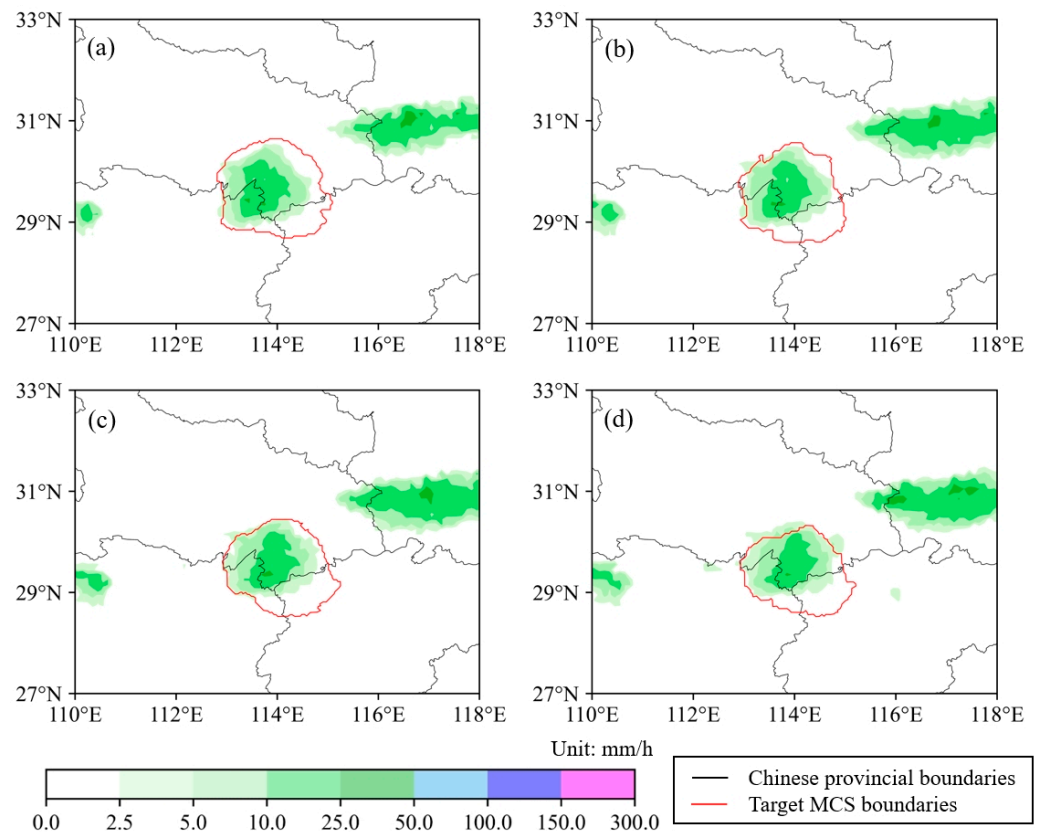 33°N 33°N
(a) (b)
31°N 31°N
29°N 29°N
27°N 27°N
110°E 112°E 114°E 116°E 118°E 110°E 112°E 114°E 116°E 118°E
33°N 33°N
(c) (d)
31°N 31°N
29°N 29°N
27°N 27°N
110°E 112°E 114°E 116°E 118°E 110°E 112°E 114°E 116°E 118°E
Unit: mm/h
0.0 2.5 5.0 10.0 25.0 50.0 100.0 150.0 300.0
Chinese provincial boundaries
Target MCS boundaries